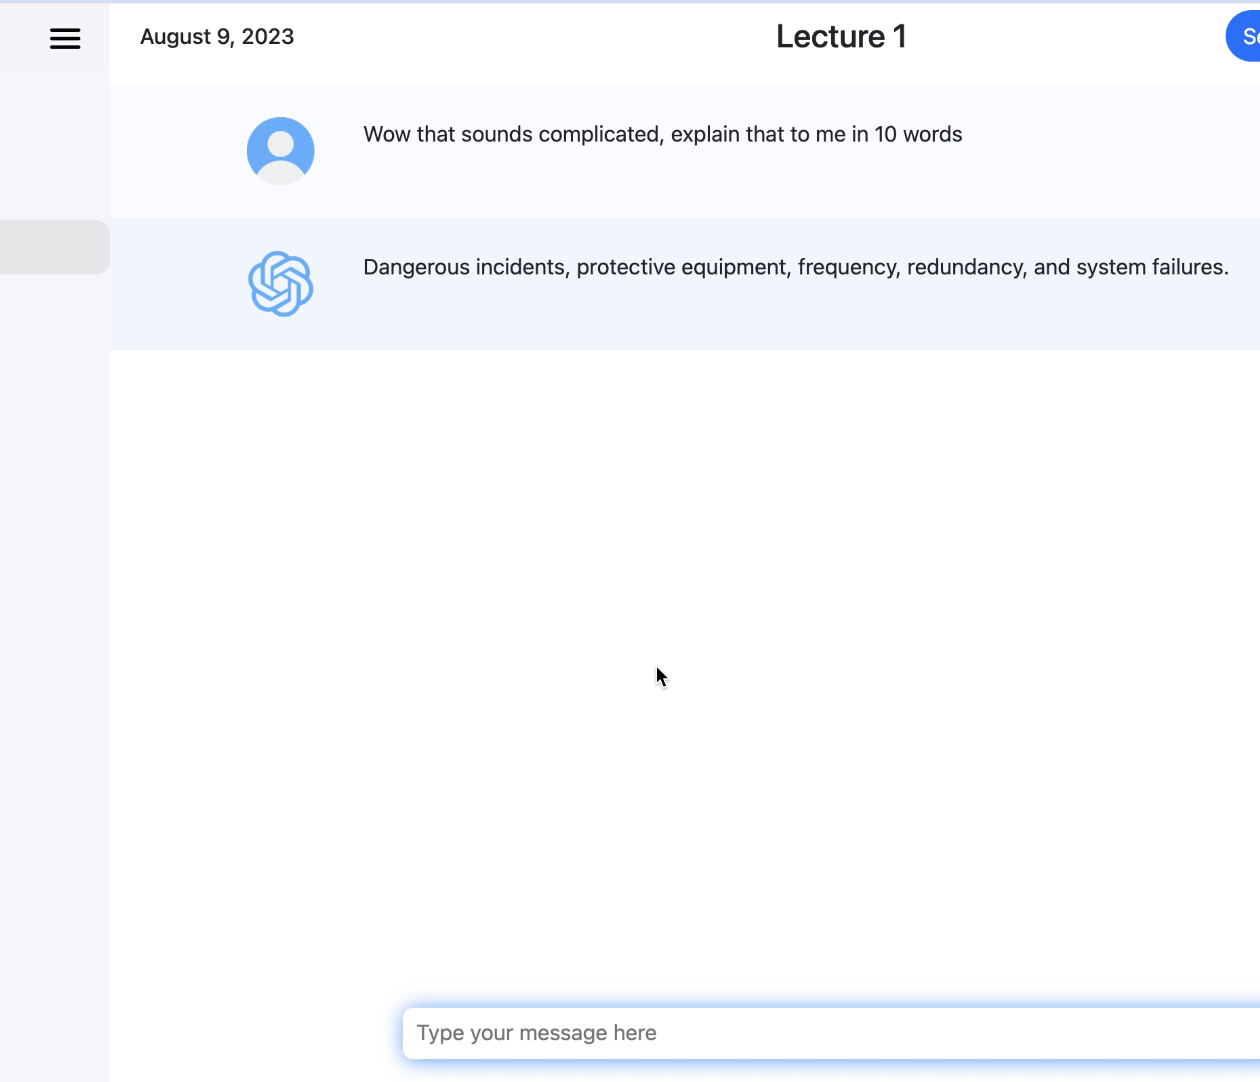 August 9, 2023
Lecture 1
Wow that sounds complicated, explain that to me in 10 words
Dangerous incidents, protective equipment, frequency, redundancy, and system failures.
Type your message here